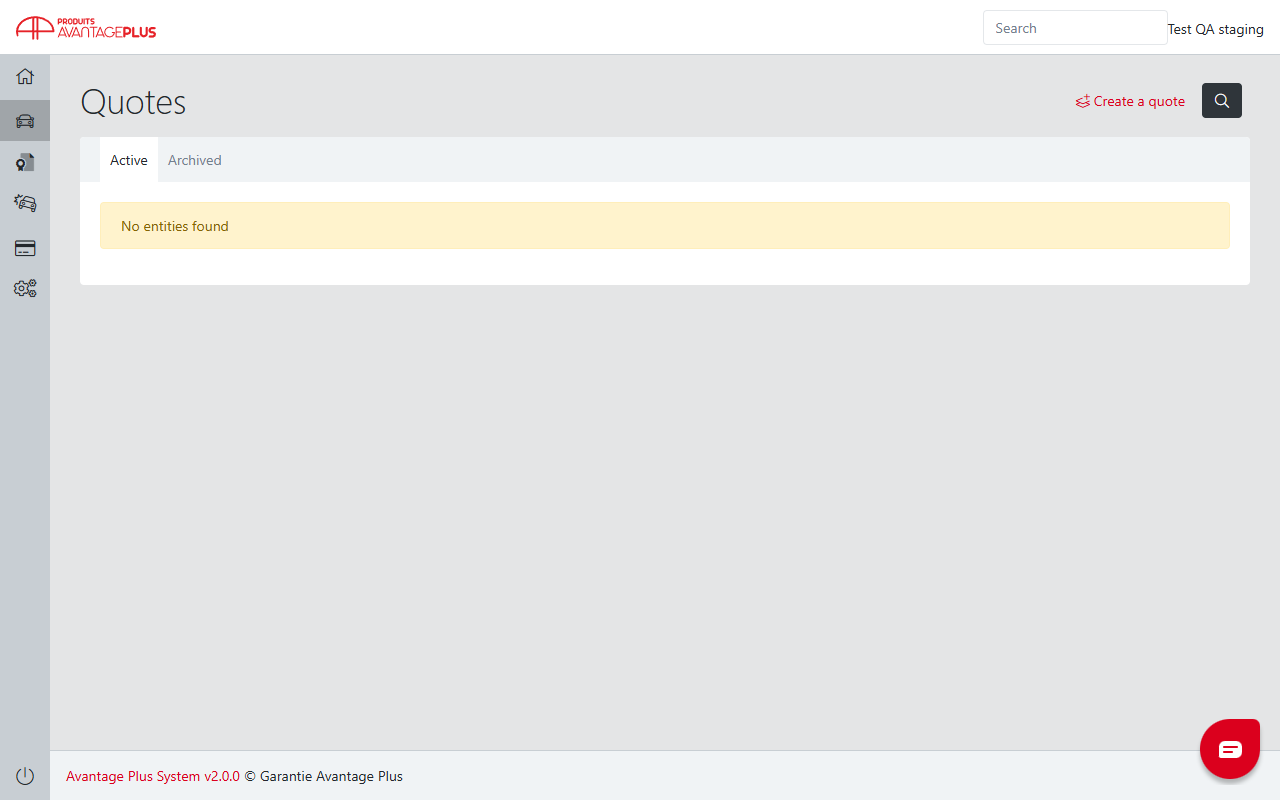 PRODUITS
AVANTAGEPLUS
Search
Test QA staging
Quotes
Create a quote
Active
Archived
No entities found
Avantage Plus System v2.0.0 © Garantie Avantage Plus